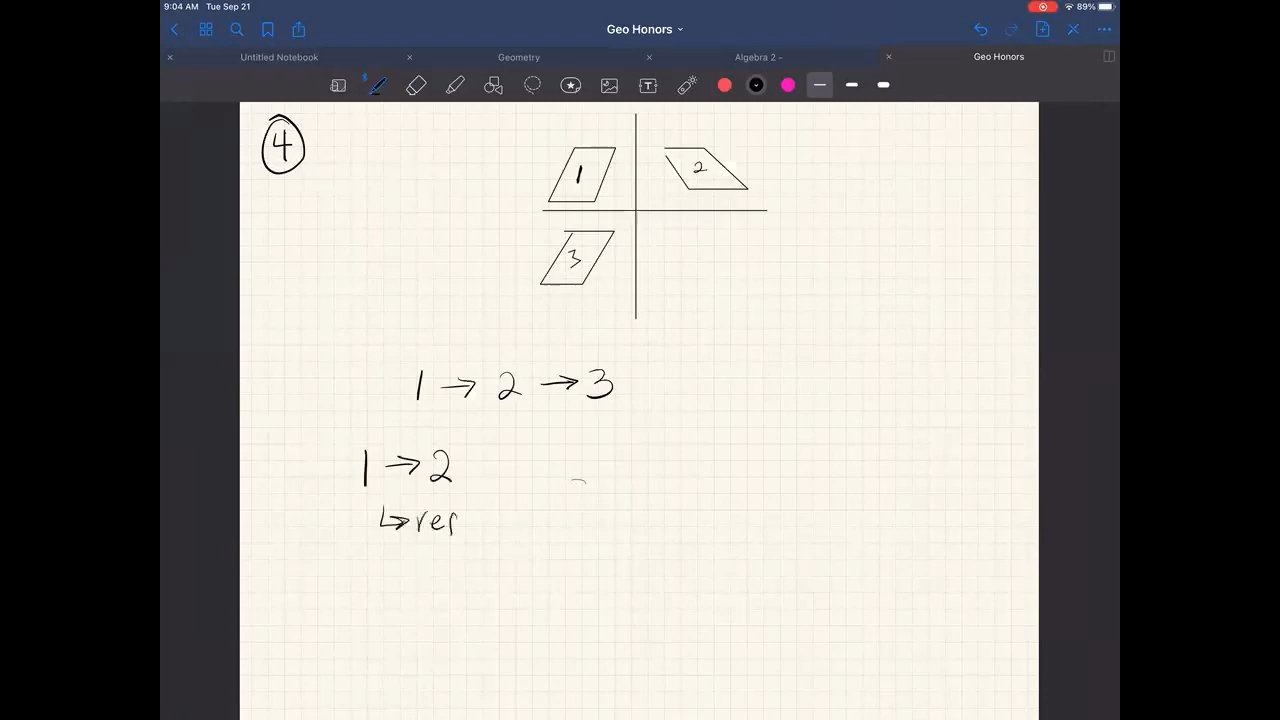 9:04 AM Tue Sep 21
89%
Geo Honors
Untitled Notebook
Geometry
Algebra 2 -
Geo Honors
4
1
2
3
1 → 2 → 3
1 → 2
↳ ref